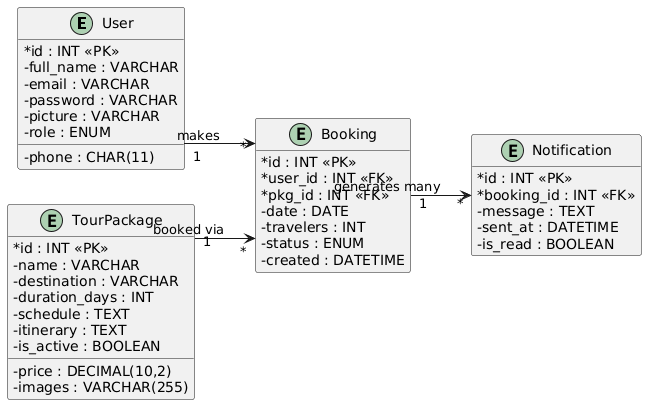 E User
*id : INT «PK»
-full_name : VARCHAR
-email : VARCHAR
-password : VARCHAR
-picture : VARCHAR
-role : ENUM
-phone : CHAR(11)
makes
1
*
E TourPackage
*id : INT «PK»
-name : VARCHAR
-destination : VARCHAR
-duration_days : INT
-schedule : TEXT
-itinerary : TEXT
-is_active : BOOLEAN
-price : DECIMAL(10,2)
-images : VARCHAR(255)
booked via
1
*
E Booking
*id : INT «PK»
*user_id : INT «FK»
*pkg_id : INT «FK»
-date : DATE
-travelers : INT
-status : ENUM
-created : DATETIME
generates many
1
*
E Notification
*id : INT «PK»
*booking_id : INT «FK»
-message : TEXT
-sent_at : DATETIME
-is_read : BOOLEAN